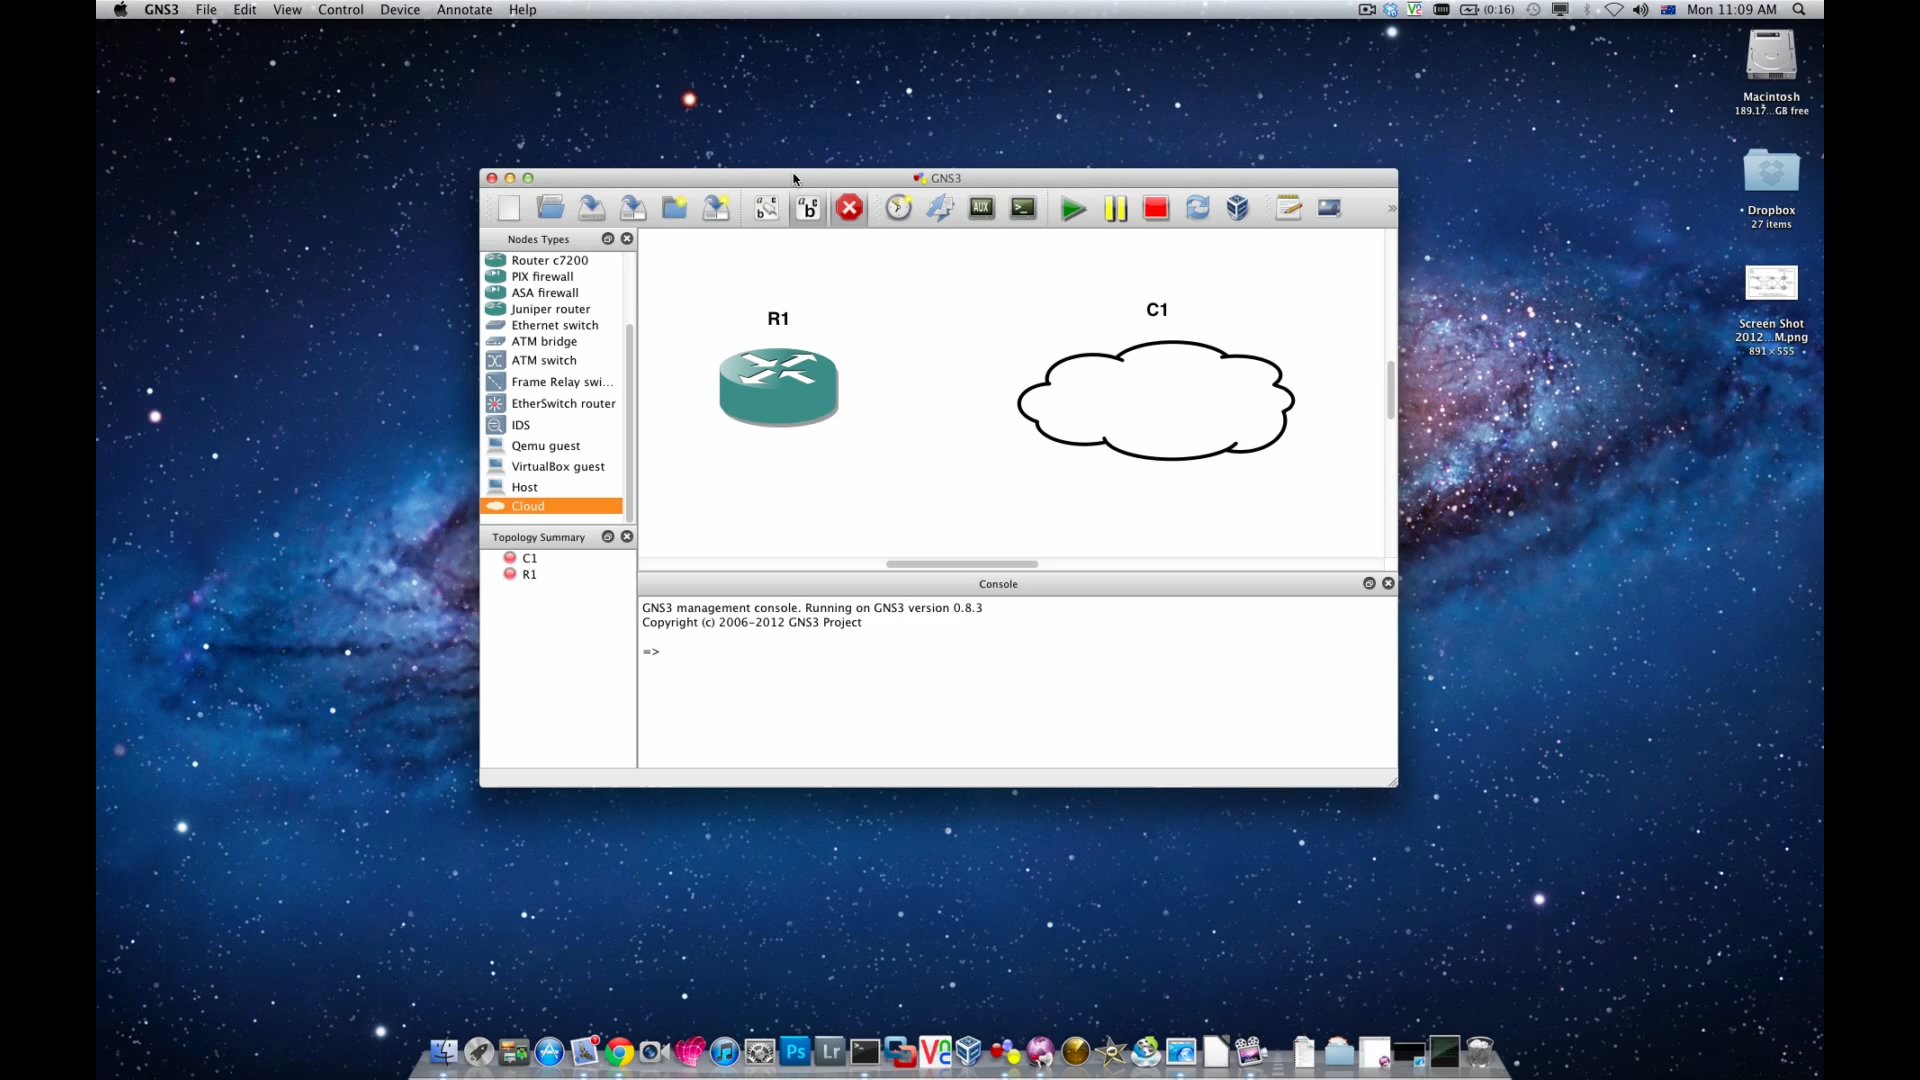 GNS3 File Edit View Control Device Annotate Help
(0:16) Mon 11:09 AM
Macintosh
189.17...GB free
Dropbox
27 items
Screen Shot
2012...M.png
891×555
GNS3
AUX
Nodes Types
Router c7200
PIX firewall
ASA firewall
Juniper router
Ethernet switch
ATM bridge
ATM switch
Frame Relay swi...
EtherSwitch router
IDS
Qemu guest
VirtualBox guest
Host
Cloud
R1
C1
Topology Summary
C1
R1
Console
GNS3 management console. Running on GNS3 version 0.8.3
Copyright (c) 2006-2012 GNS3 Project
=>
Ps Lr